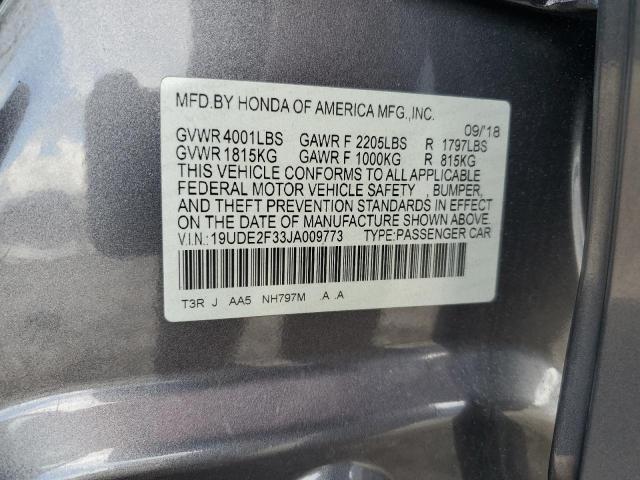 MFD.BY HONDA OF AMERICA MFG.,INC.
09/'18
GVWR 4001LBS GAWR F 2205LBS R 1797LBS
GVWR 1815KG GAWR F 1000KG R 815KG
THIS VEHICLE CONFORMS TO ALL APPLICABLE
FEDERAL MOTOR VEHICLE SAFETY , BUMPER,
AND THEFT PREVENTION STANDARDS IN EFFECT
ON THE DATE OF MANUFACTURE SHOWN ABOVE.
V.I.N.: 19UDE2F33JA009773 TYPE:PASSENGER CAR
T3R J AA5 NH797M .A .A